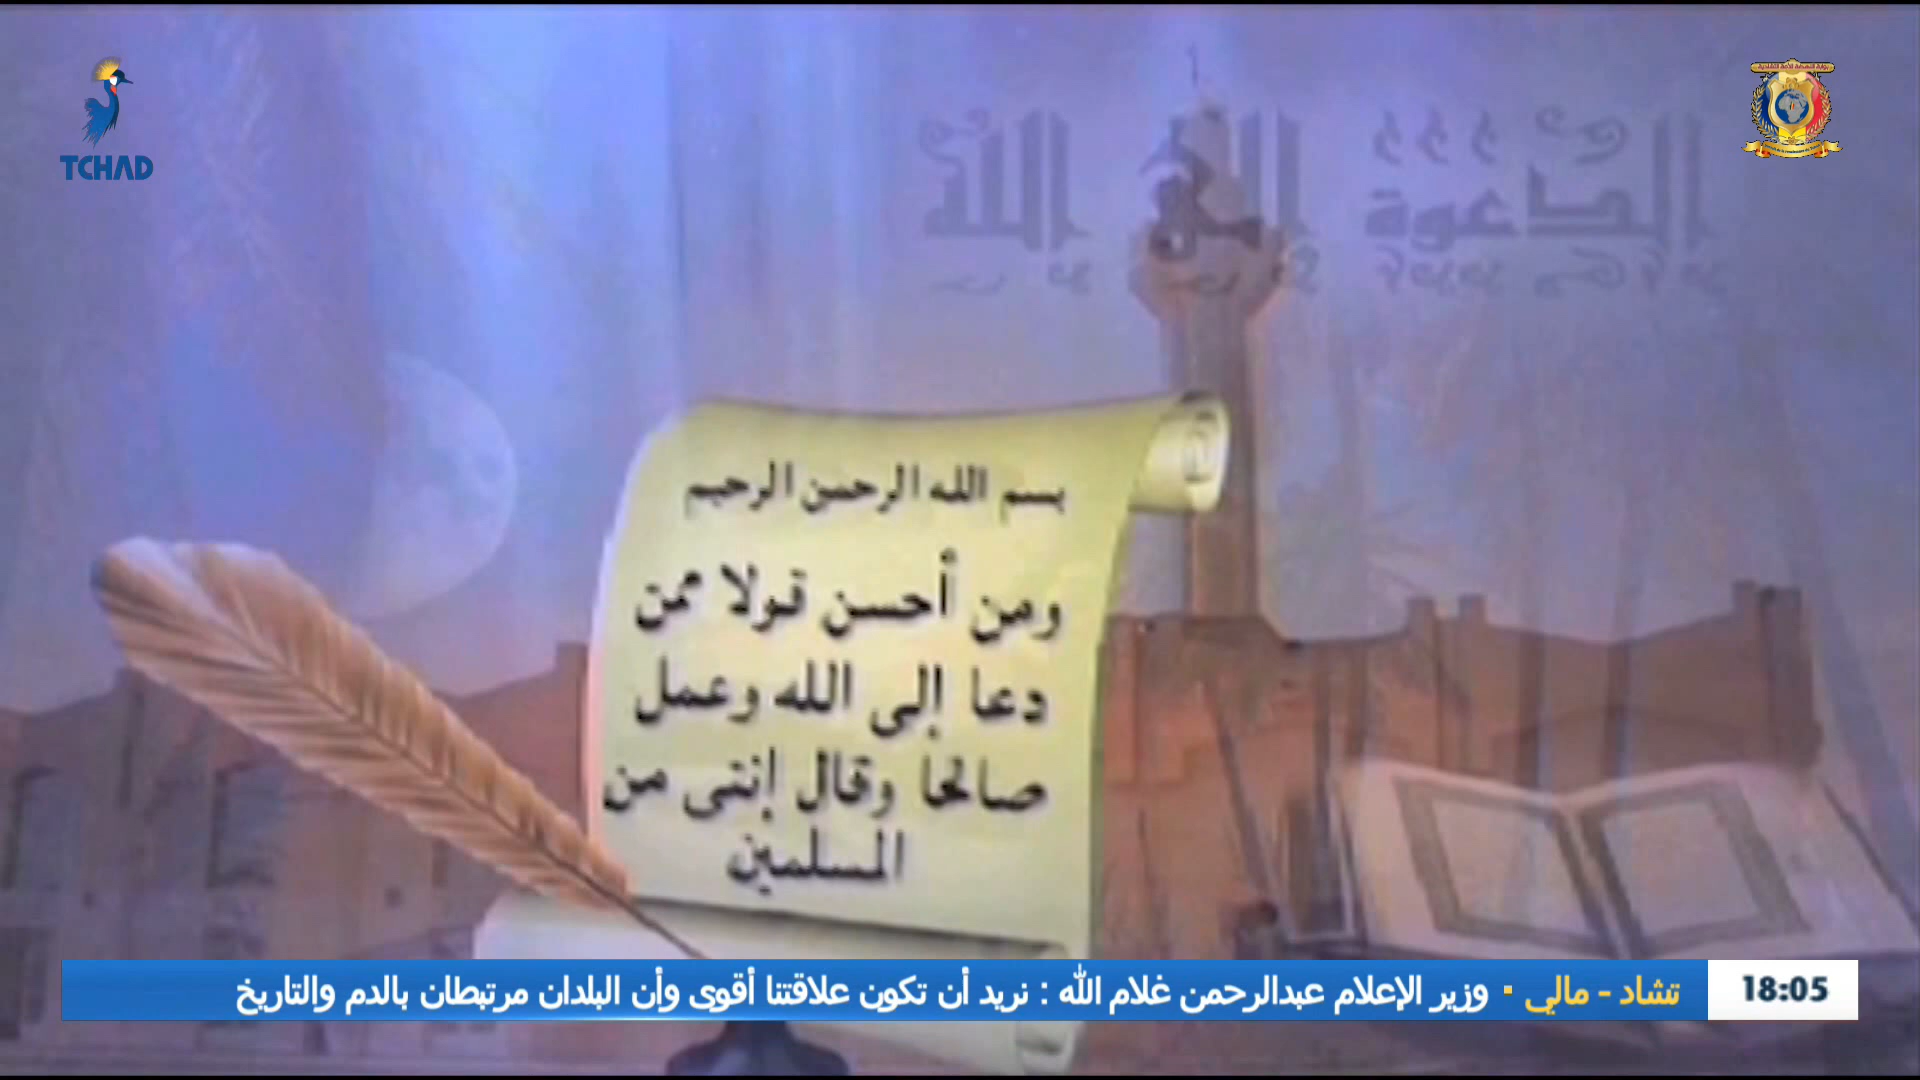 TCHAD
الدعوة إلى الله
بسم الله الرحمن الرحيم
ومن أحسن قولا ممن
دعا إلى الله وعمل
صالحا وقال إننى من
المسلمين
18:05
تشاد - مالي · وزير الإعلام عبدالرحمن غلام الله : نريد أن تكون علاقتنا أقوى وأن البلدان مرتبطان بالدم والتاريخ